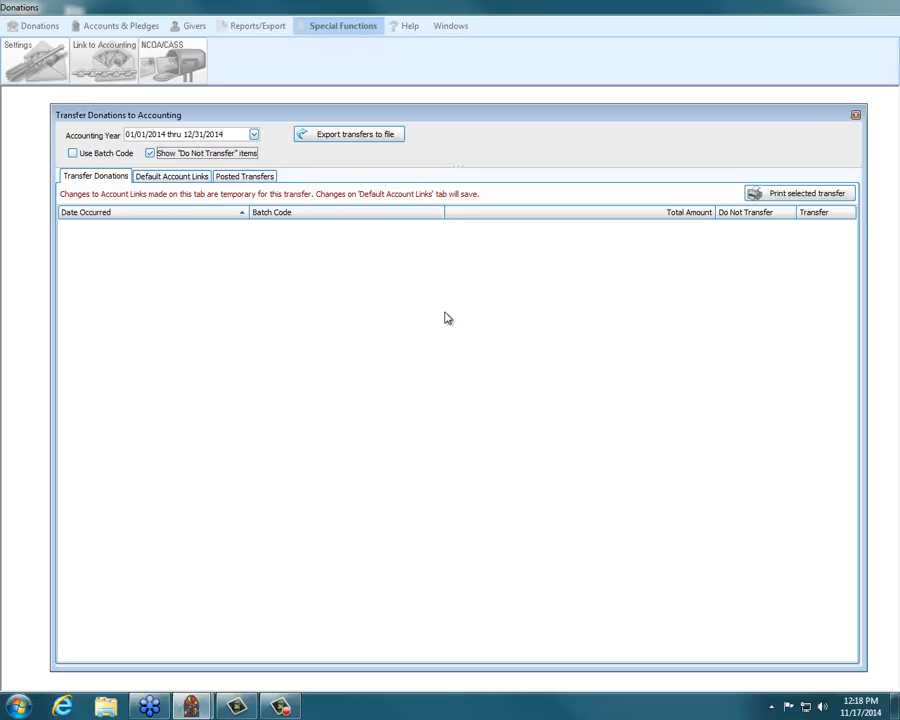 Donations
Donations Accounts & Pledges Givers Reports/Export Special Functions Help Windows
Settings Link to Accounting NCOA/CASS
Transfer Donations to Accounting
Accounting Year 01/01/2014 thru 12/31/2014 Export transfers to file
Use Batch Code Show "Do Not Transfer" items
Transfer Donations Default Account Links Posted Transfers
Changes to Account Links made on this tab are temporary for this transfer. Changes on 'Default Account Links' tab will save. Print selected transfer
Date Occurred Batch Code Total Amount Do Not Transfer Transfer
12:18 PM
11/17/2014